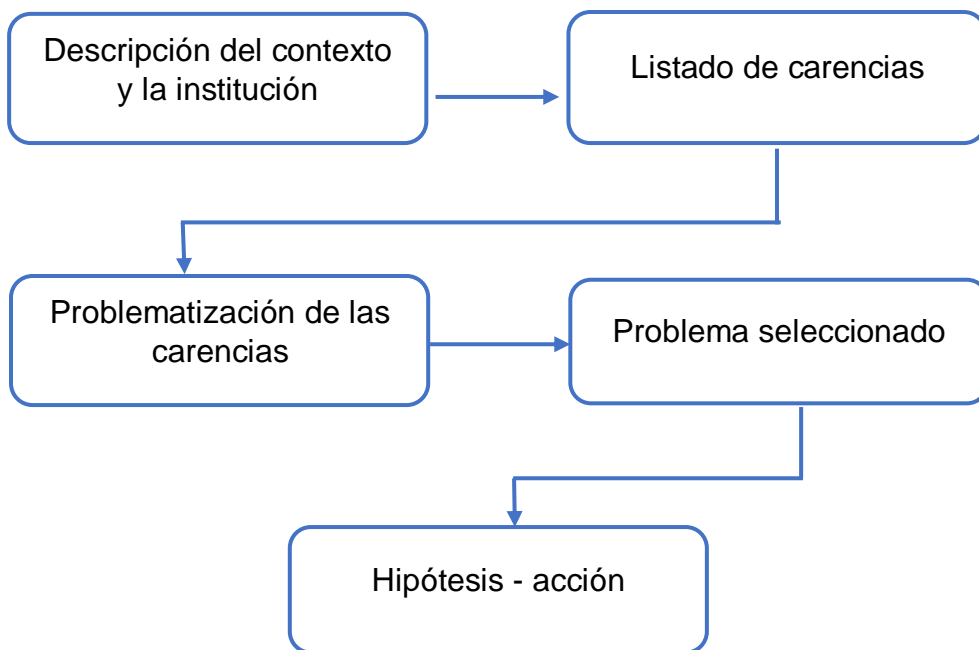 Descripción del contexto
y la institución
Listado de carencias
Problematización de las
carencias
Problema seleccionado
Hipótesis - acción